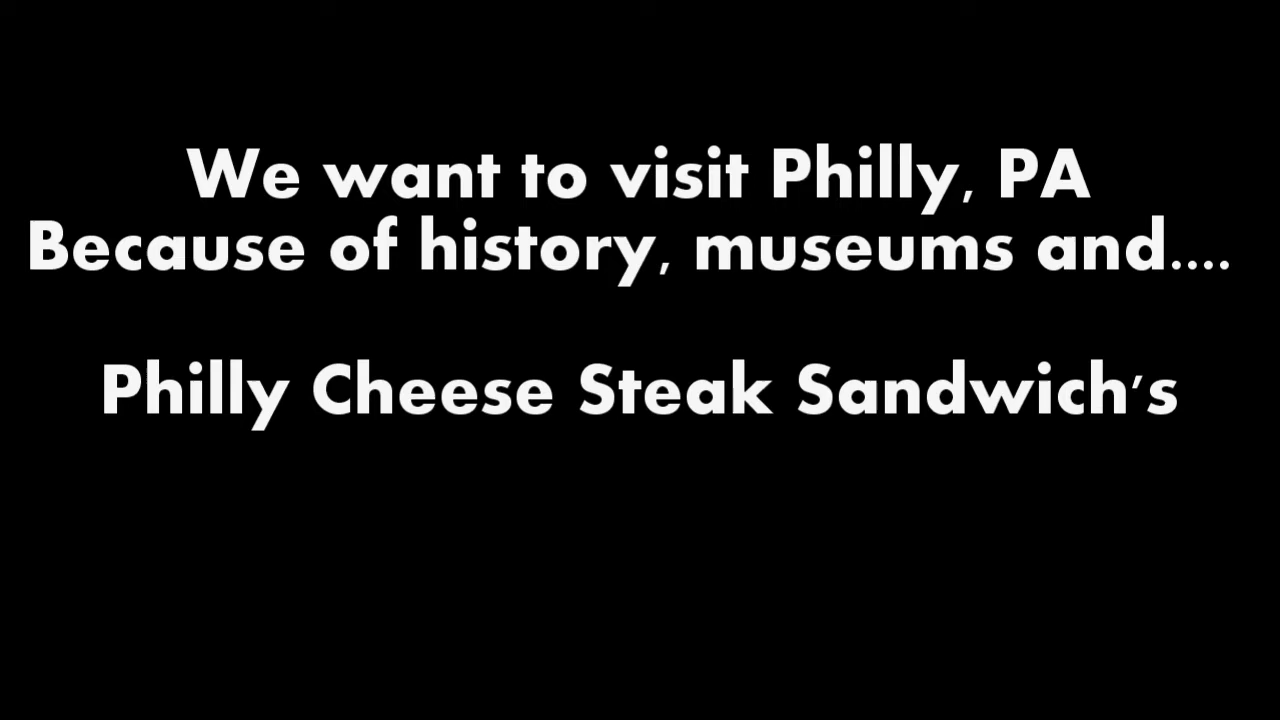 We want to visit Philly, PA
Because of history, museums and....
Philly Cheese Steak Sandwich's